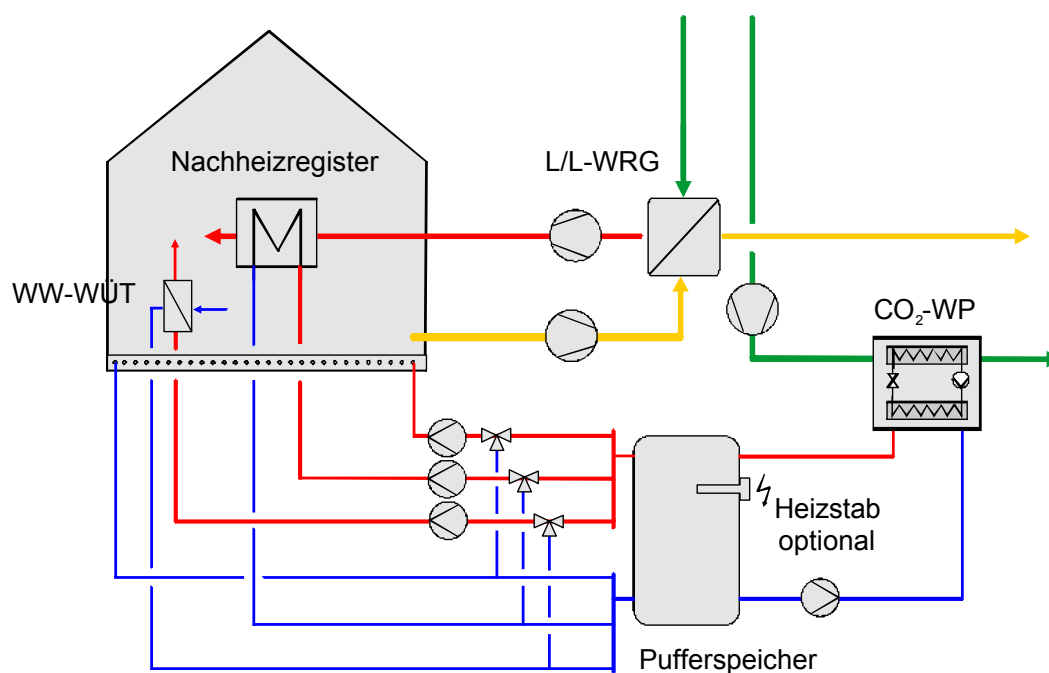 Nachheizregister
L/L-WRG
WW-WÜT
CO₂-WP
Heizstab
optional
Pufferspeicher